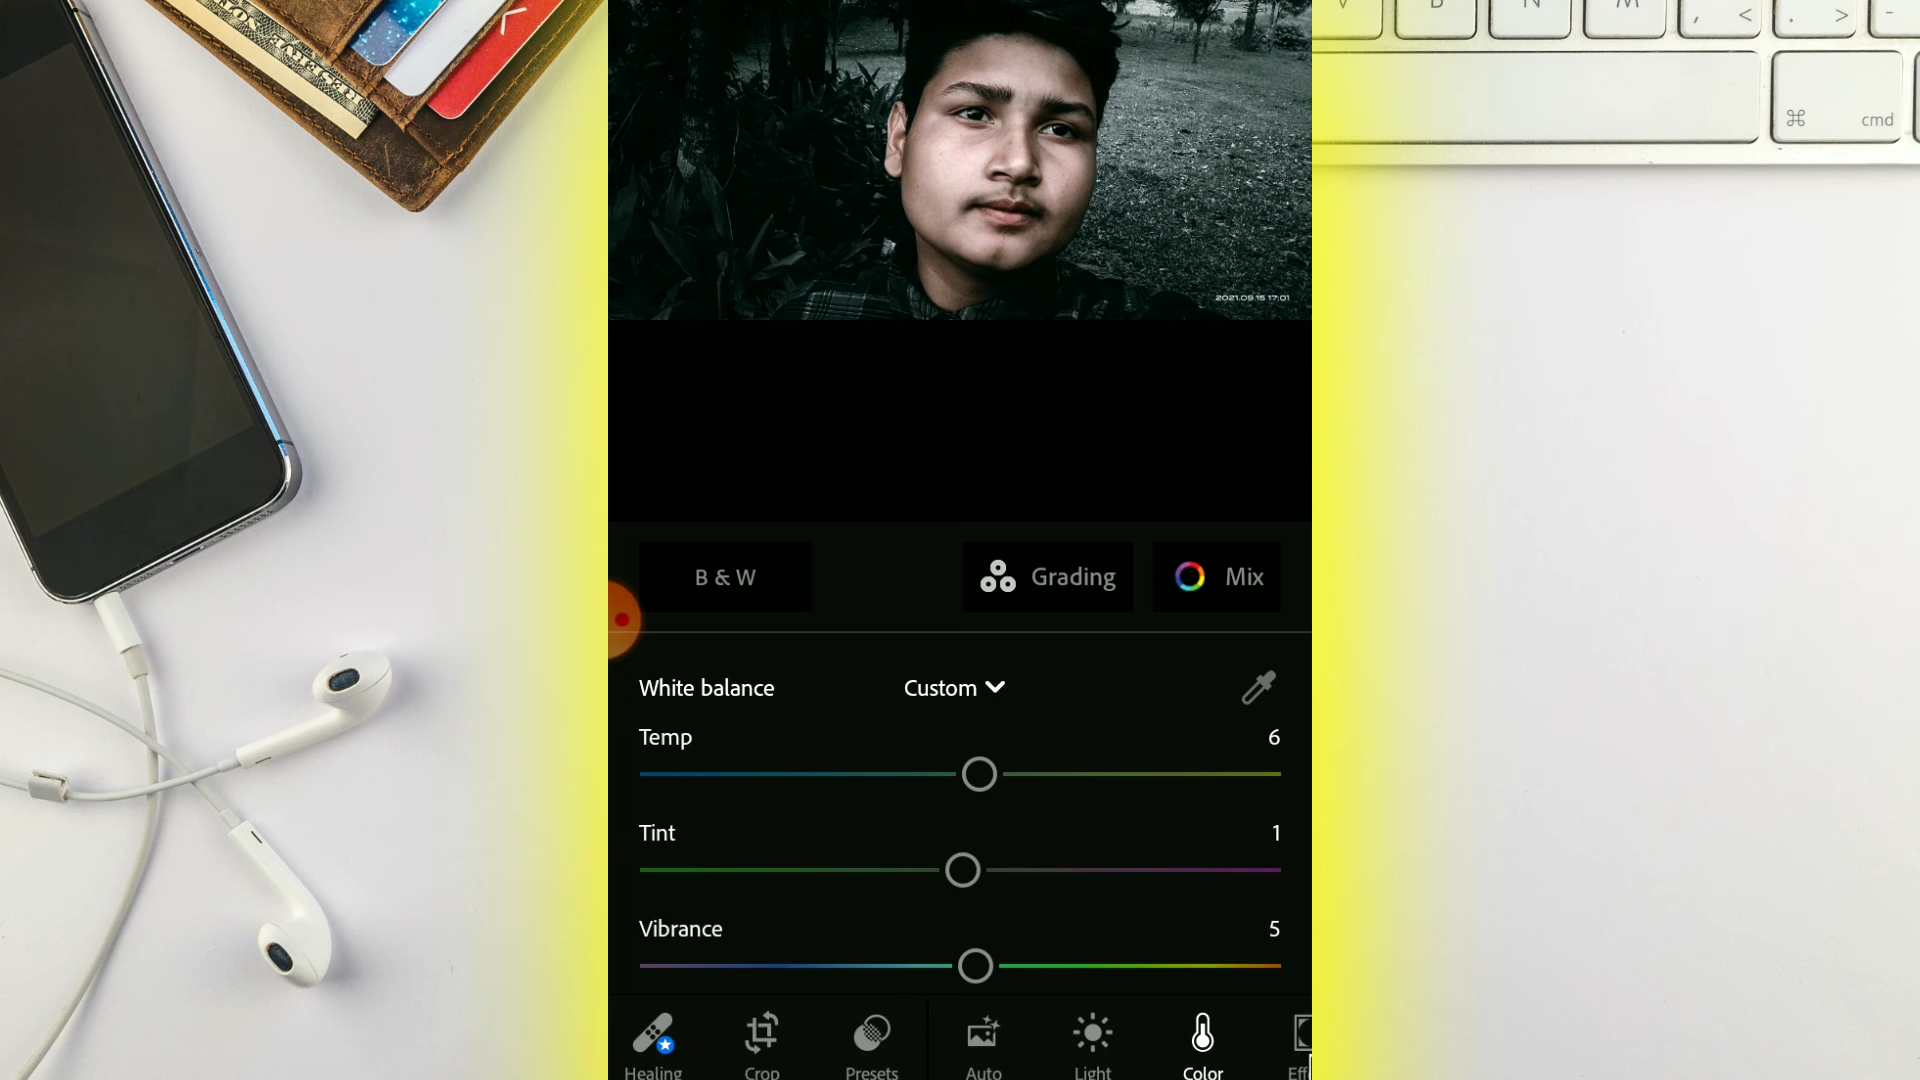 V B N M , < . > -
⌘ cmd
2021.09.15 17:01
B & W Grading Mix
White balance Custom
Temp 6
Tint 1
Vibrance 5
Healing Crop Presets Auto Light Color Eff